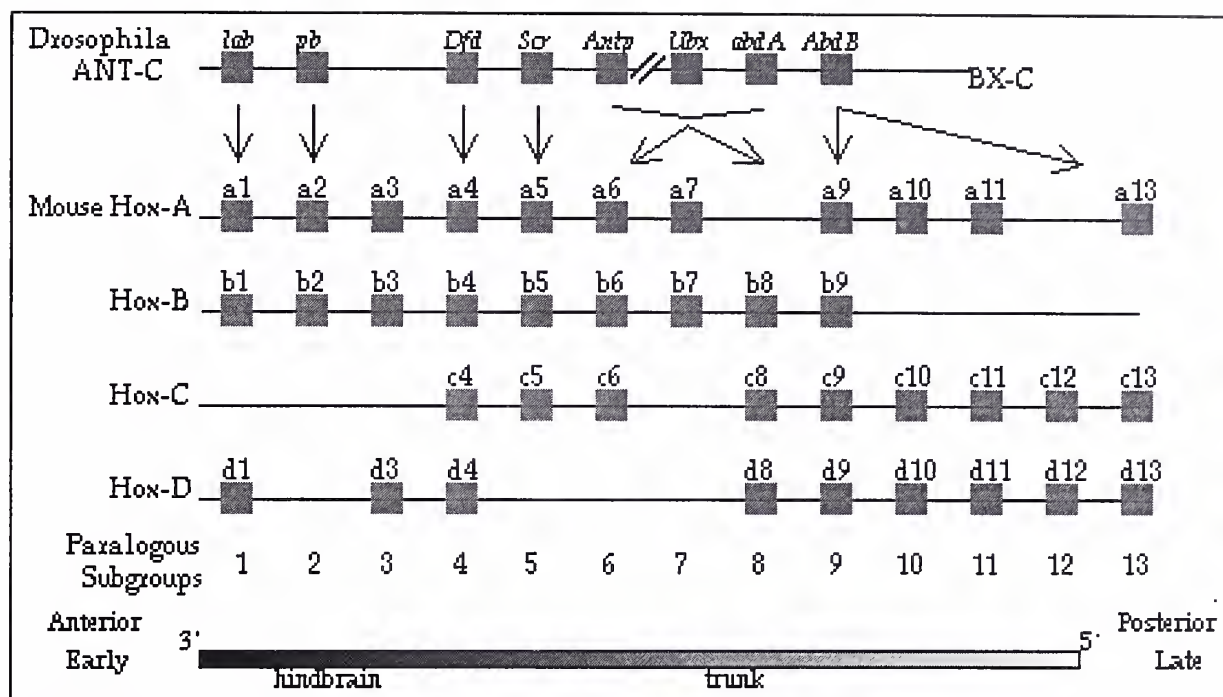 Drosophila lab pb Dfd Scr Antp Ubx abdA AbdB
ANT-C BX-C
a1 a2 a3 a4 a5 a6 a7 a9 a10 a11 a13
Mouse Hox-A
b1 b2 b3 b4 b5 b6 b7 b8 b9
Hox-B
c4 c5 c6 c8 c9 c10 c11 c12 c13
Hox-C
d1 d3 d4 d8 d9 d10 d11 d12 d13
Hox-D
Paralogous
Subgroups 1 2 3 4 5 6 7 8 9 10 11 12 13
Anterior 3' 5' Posterior
Early Late
hindbrain trunk